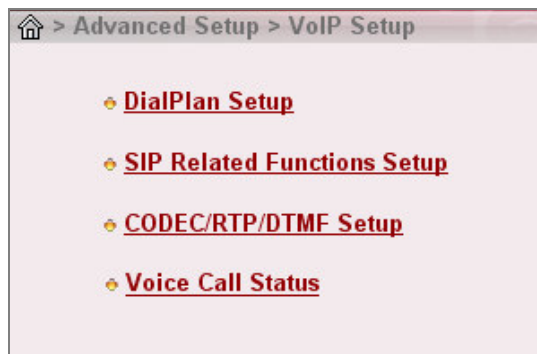 > Advanced Setup > VoIP Setup
DialPlan Setup
SIP Related Functions Setup
CODEC/RTP/DTMF Setup
Voice Call Status